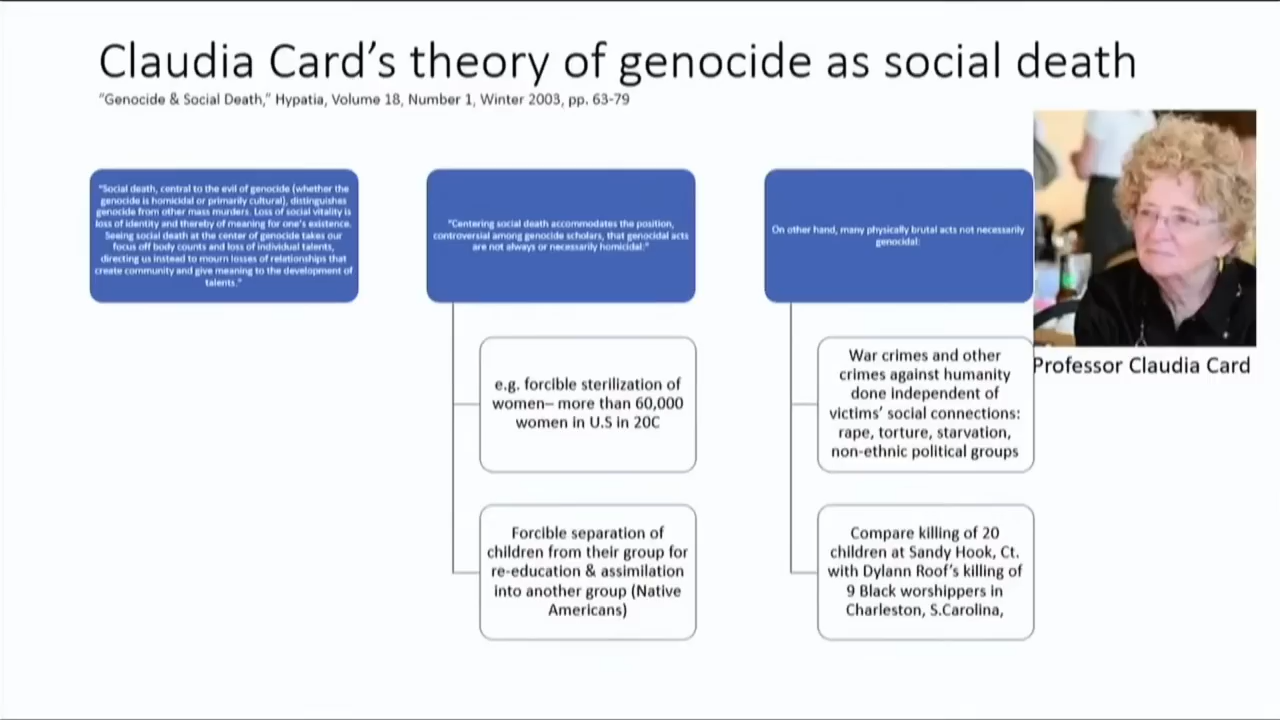 Claudia Card's theory of genocide as social death
"Genocide & Social Death," Hypatia, Volume 18, Number 1, Winter 2003, pp. 63-79
"Social death, central to the evil of genocide (whether the
genocide is homicidal or primarily cultural), distinguishes
genocide from other mass murders. Loss of social vitality is
loss of identity and thereby of meaning for one's existence.
Seeing social death at the center of genocide takes our
focus off body counts and loss of individual talents,
directing us instead to mourn losses of relationships that
create community and give meaning to the development of
talents."
"Centering social death accommodates the position,
controversial among genocide scholars, that genocidal acts
are not always or necessarily homicidal:"
e.g. forcible sterilization of
women– more than 60,000
women in U.S in 20C
Forcible separation of
children from their group for
re-education & assimilation
into another group (Native
Americans)
On other hand, many physically brutal acts not necessarily
genocidal:
War crimes and other
crimes against humanity
done independent of
victims' social connections:
rape, torture, starvation,
non-ethnic political groups
Compare killing of 20
children at Sandy Hook, Ct.
with Dylann Roof's killing of
9 Black worshippers in
Charleston, S.Carolina,
Professor Claudia Card